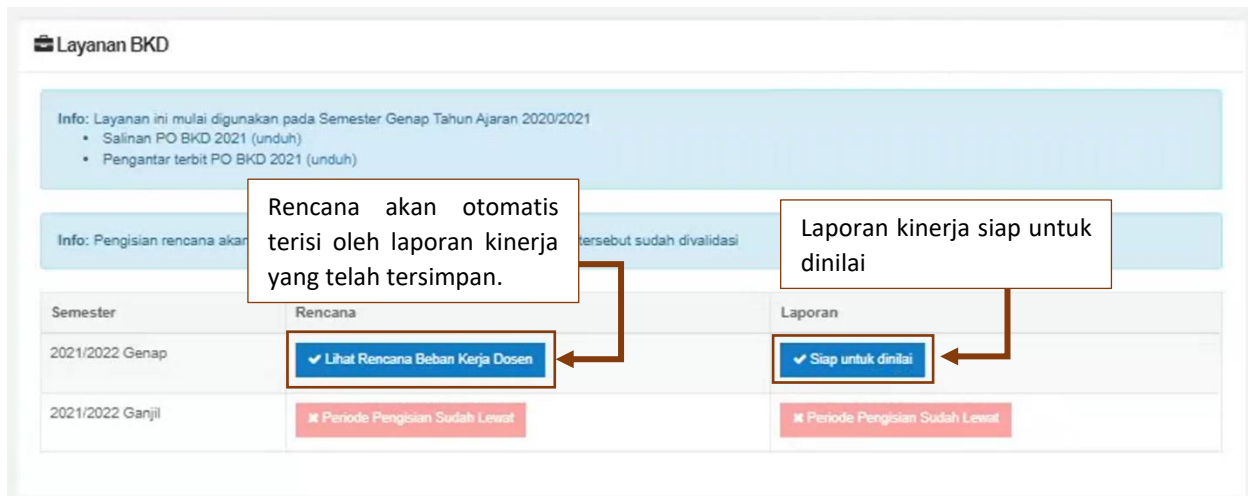 Layanan BKD
Info: Layanan ini mulai digunakan pada Semester Genap Tahun Ajaran 2020/2021
• Salinan PO BKD 2021 (unduh)
• Pengantar terbit PO BKD 2021 (unduh)
Rencana akan otomatis
terisi oleh laporan kinerja
yang telah tersimpan.
Laporan kinerja siap untuk
dinilai
Info: Pengisian rencana akan tersebut sudah divalidasi
Semester Rencana Laporan
2021/2022 Genap ✔ Lihat Rencana Beban Kerja Dosen ✔ Siap untuk dinilai
2021/2022 Ganjil ✖ Periode Pengisian Sudah Lewat ✖ Periode Pengisian Sudah Lewat